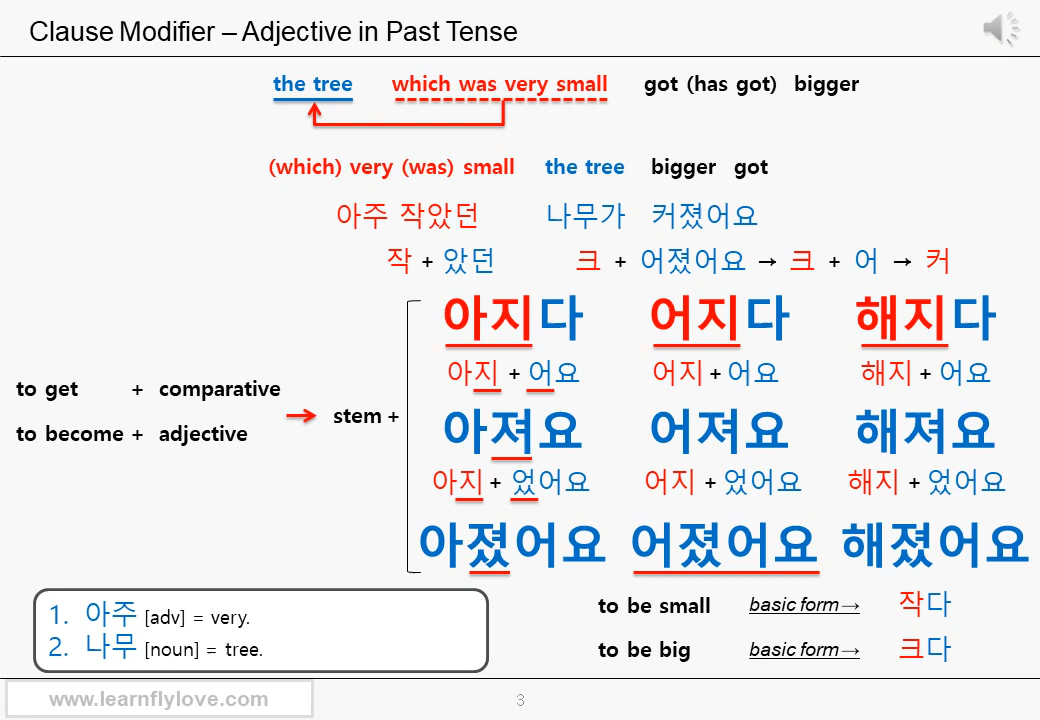 Clause Modifier – Adjective in Past Tense
the tree which was very small got (has got) bigger
(which) very (was) small the tree bigger got
아주 작았던 나무가 커졌어요
작 + 았던 크 + 어졌어요 → 크 + 어 → 커
아지다 어지다 해지다
아지 + 어요 어지 + 어요 해지 + 어요
to get + comparative
to become + adjective
stem +
아져요 어져요 해져요
아지 + 었어요 어지 + 었어요 해지 + 었어요
아졌어요 어졌어요 해졌어요
1. 아주 [adv] = very.
2. 나무 [noun] = tree.
to be small basic form → 작다
to be big basic form → 크다
www.learnflylove.com
3